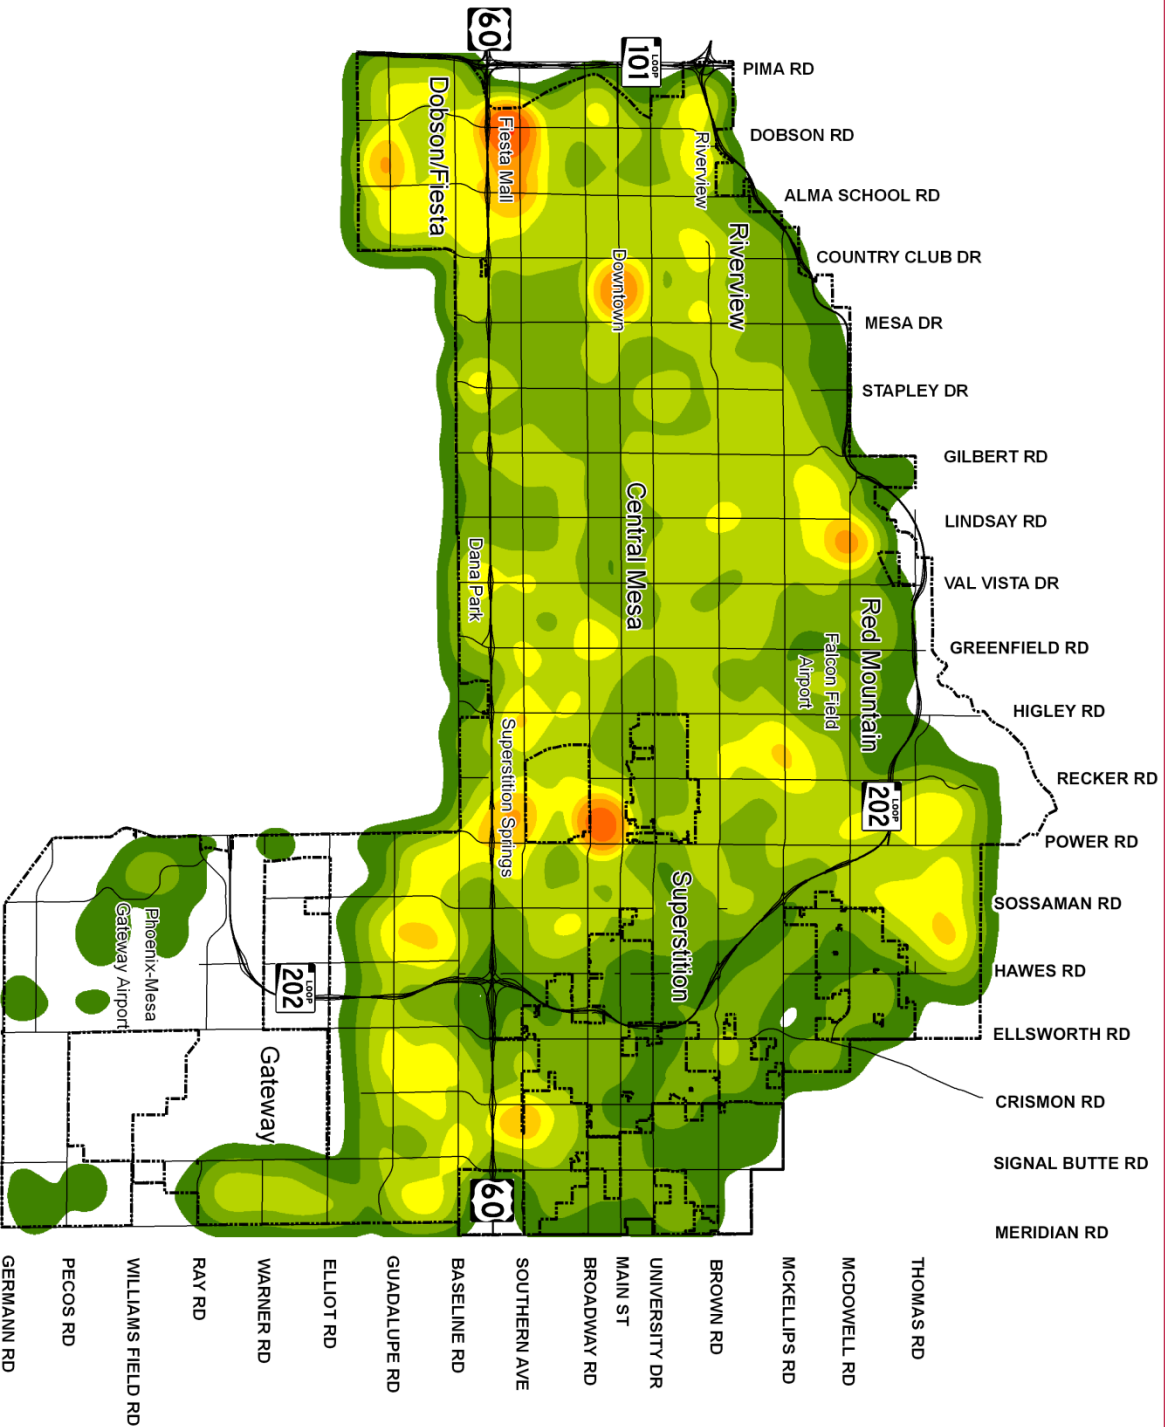 60
LOOP
101
PIMA RD
DOBSON RD
ALMA SCHOOL RD
COUNTRY CLUB DR
MESA DR
STAPLEY DR
GILBERT RD
LINDSAY RD
VAL VISTA DR
GREENFIELD RD
HIGLEY RD
RECKER RD
POWER RD
SOSSAMAN RD
HAWES RD
ELLSWORTH RD
CRISMON RD
SIGNAL BUTTE RD
MERIDIAN RD
Dobson/Fiesta
Fiesta Mall
Riverview
Riverview
Downtown
Central Mesa
Dana Park
Red Mountain
Falcon Field
Airport
Superstition Springs
LOOP
202
Superstition
Phoenix-Mesa
Gateway Airport
LOOP
202
Gateway
60
GERMANN RD
PECOS RD
WILLIAMS FIELD RD
RAY RD
WARNER RD
ELLIOT RD
GUADALUPE RD
BASELINE RD
SOUTHERN AVE
BROADWAY RD
MAIN ST
UNIVERSITY DR
BROWN RD
MCKELLIPS RD
MCDOWELL RD
THOMAS RD